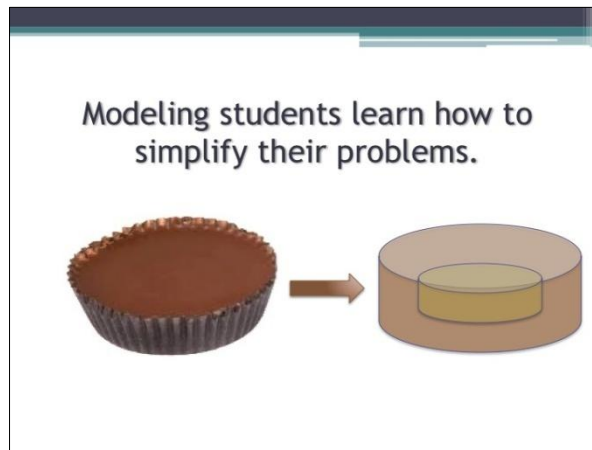 Modeling students learn how to
simplify their problems.